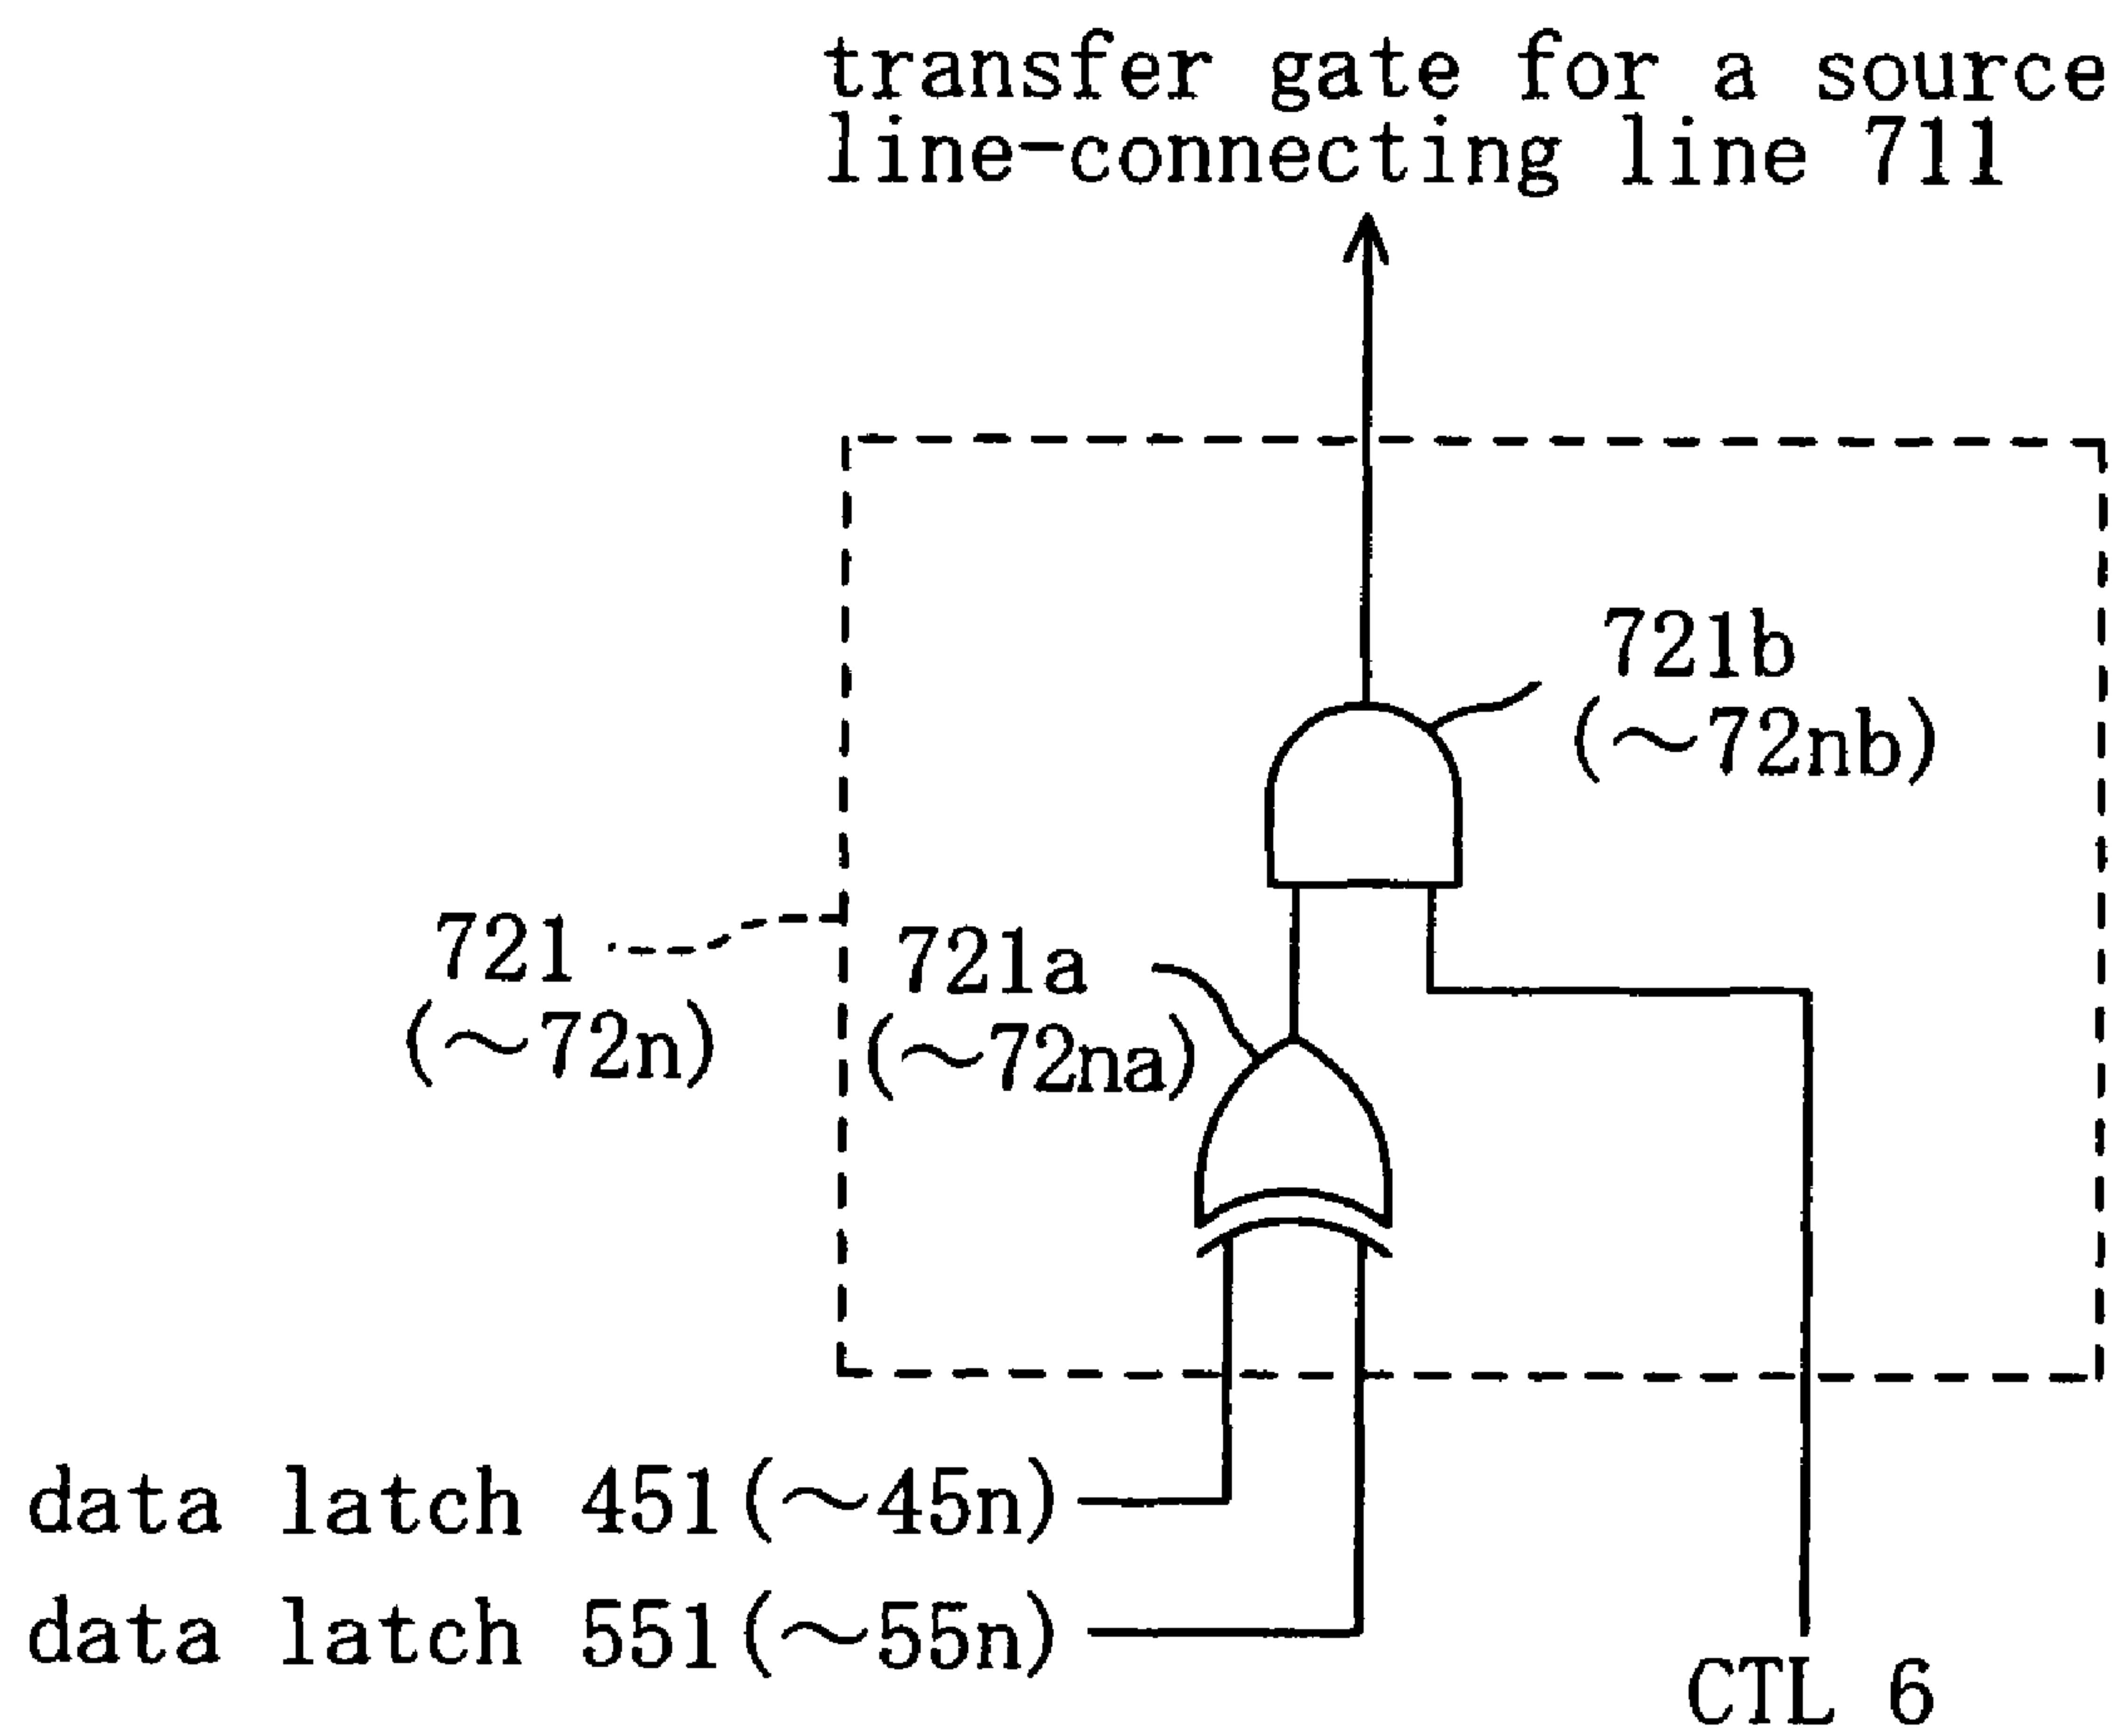 transfer gate for a source
line-connecting line 711
721b
(～72nb)
721
(～72n)
721a
(～72na)
data latch 451(～45n)
data latch 551(～55n)
CTL 6